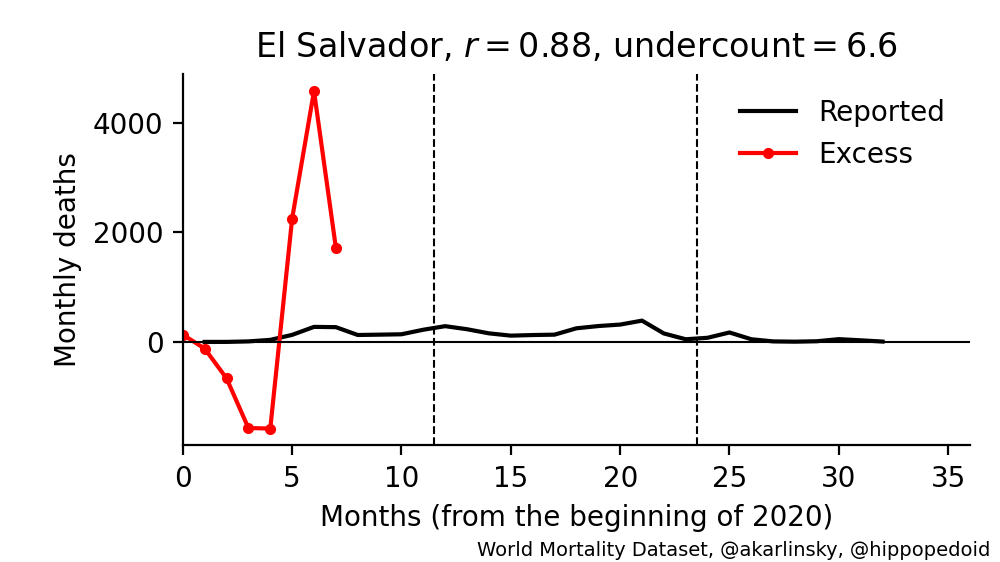 El Salvador, r = 0.88, undercount = 6.6
Reported
Excess
Monthly deaths
4000
2000
0
0 5 10 15 20 25 30 35
Months (from the beginning of 2020)
World Mortality Dataset, @akarlinsky, @hippopedoid